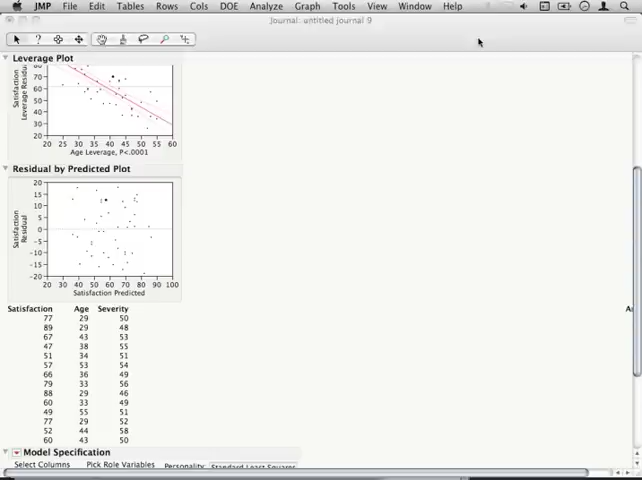 JMP File Edit Tables Rows Cols DOE Analyze Graph Tools View Window Help
Journal: untitled journal 9
Leverage Plot
Satisfaction
Leverage Residu
80
70
60
50
40
30
20
20 25 30 35 40 45 50 55 60
Age Leverage, P<.0001
Residual by Predicted Plot
Satisfaction
Residual
20
15
10
5
0
-5
-10
-15
-20
20 30 40 50 60 70 80 90 100
Satisfaction Predicted
Satisfaction Age Severity
77 29 50
89 29 48
67 43 53
47 38 55
51 34 51
57 53 54
66 36 49
79 33 56
88 29 46
60 33 49
49 55 51
77 29 52
52 44 58
60 43 50
Model Specification
Select Columns Pick Role Variables Personality: Standard Least Squares